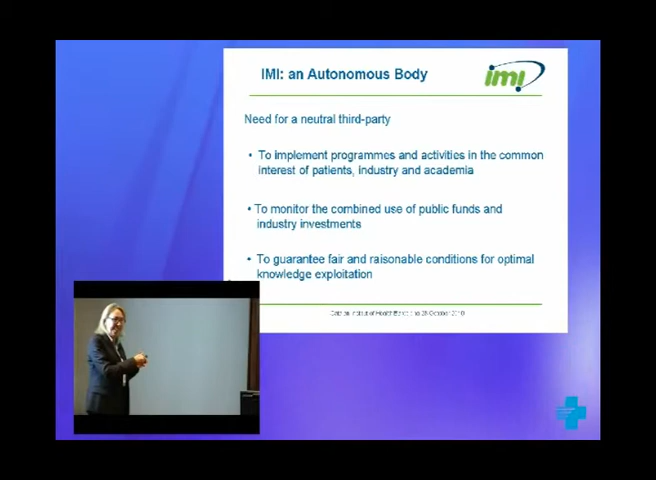 IMI: an Autonomous Body
imi
Need for a neutral third-party
• To implement programmes and activities in the common
interest of patients, industry and academia
• To monitor the combined use of public funds and
industry investments
• To guarantee fair and raisonable conditions for optimal
knowledge exploitation
October